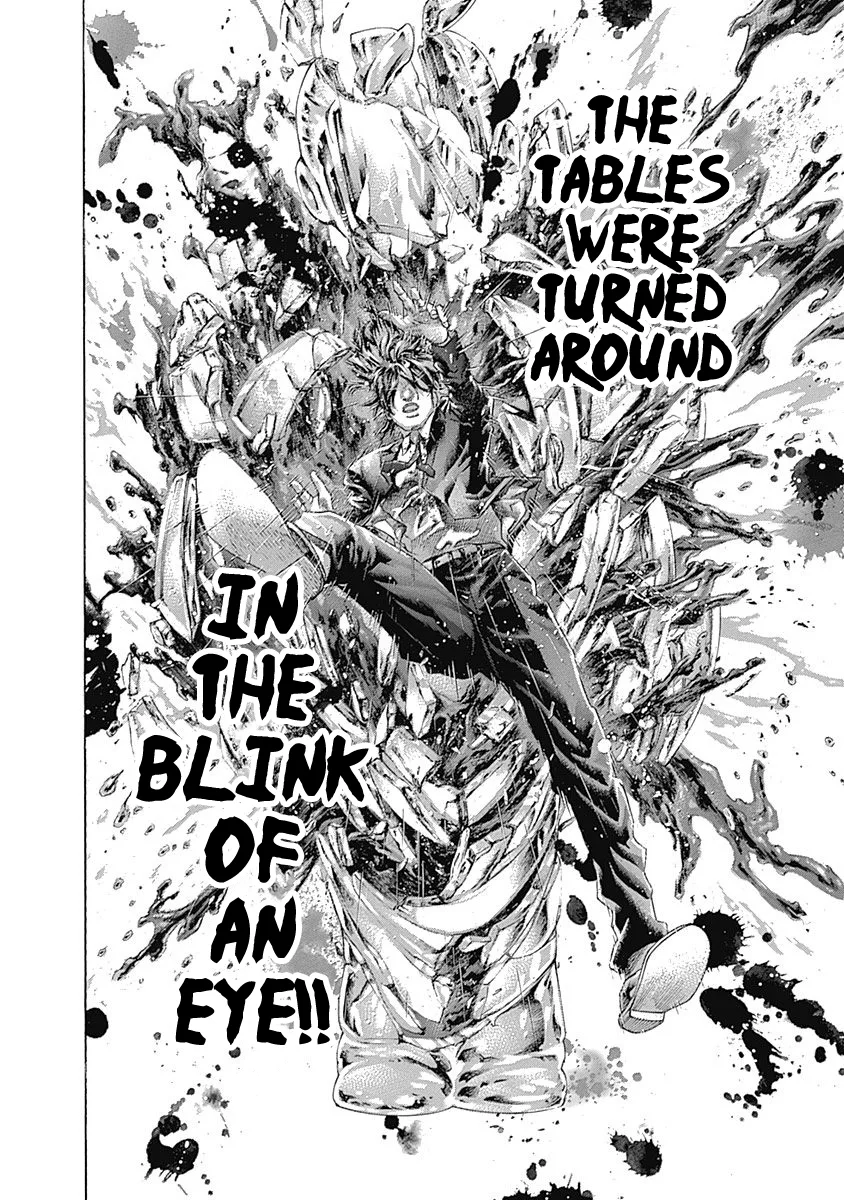 THE
TABLES
WERE
TURNED
AROUND
IN
THE
BLINK
OF
AN
EYE!!